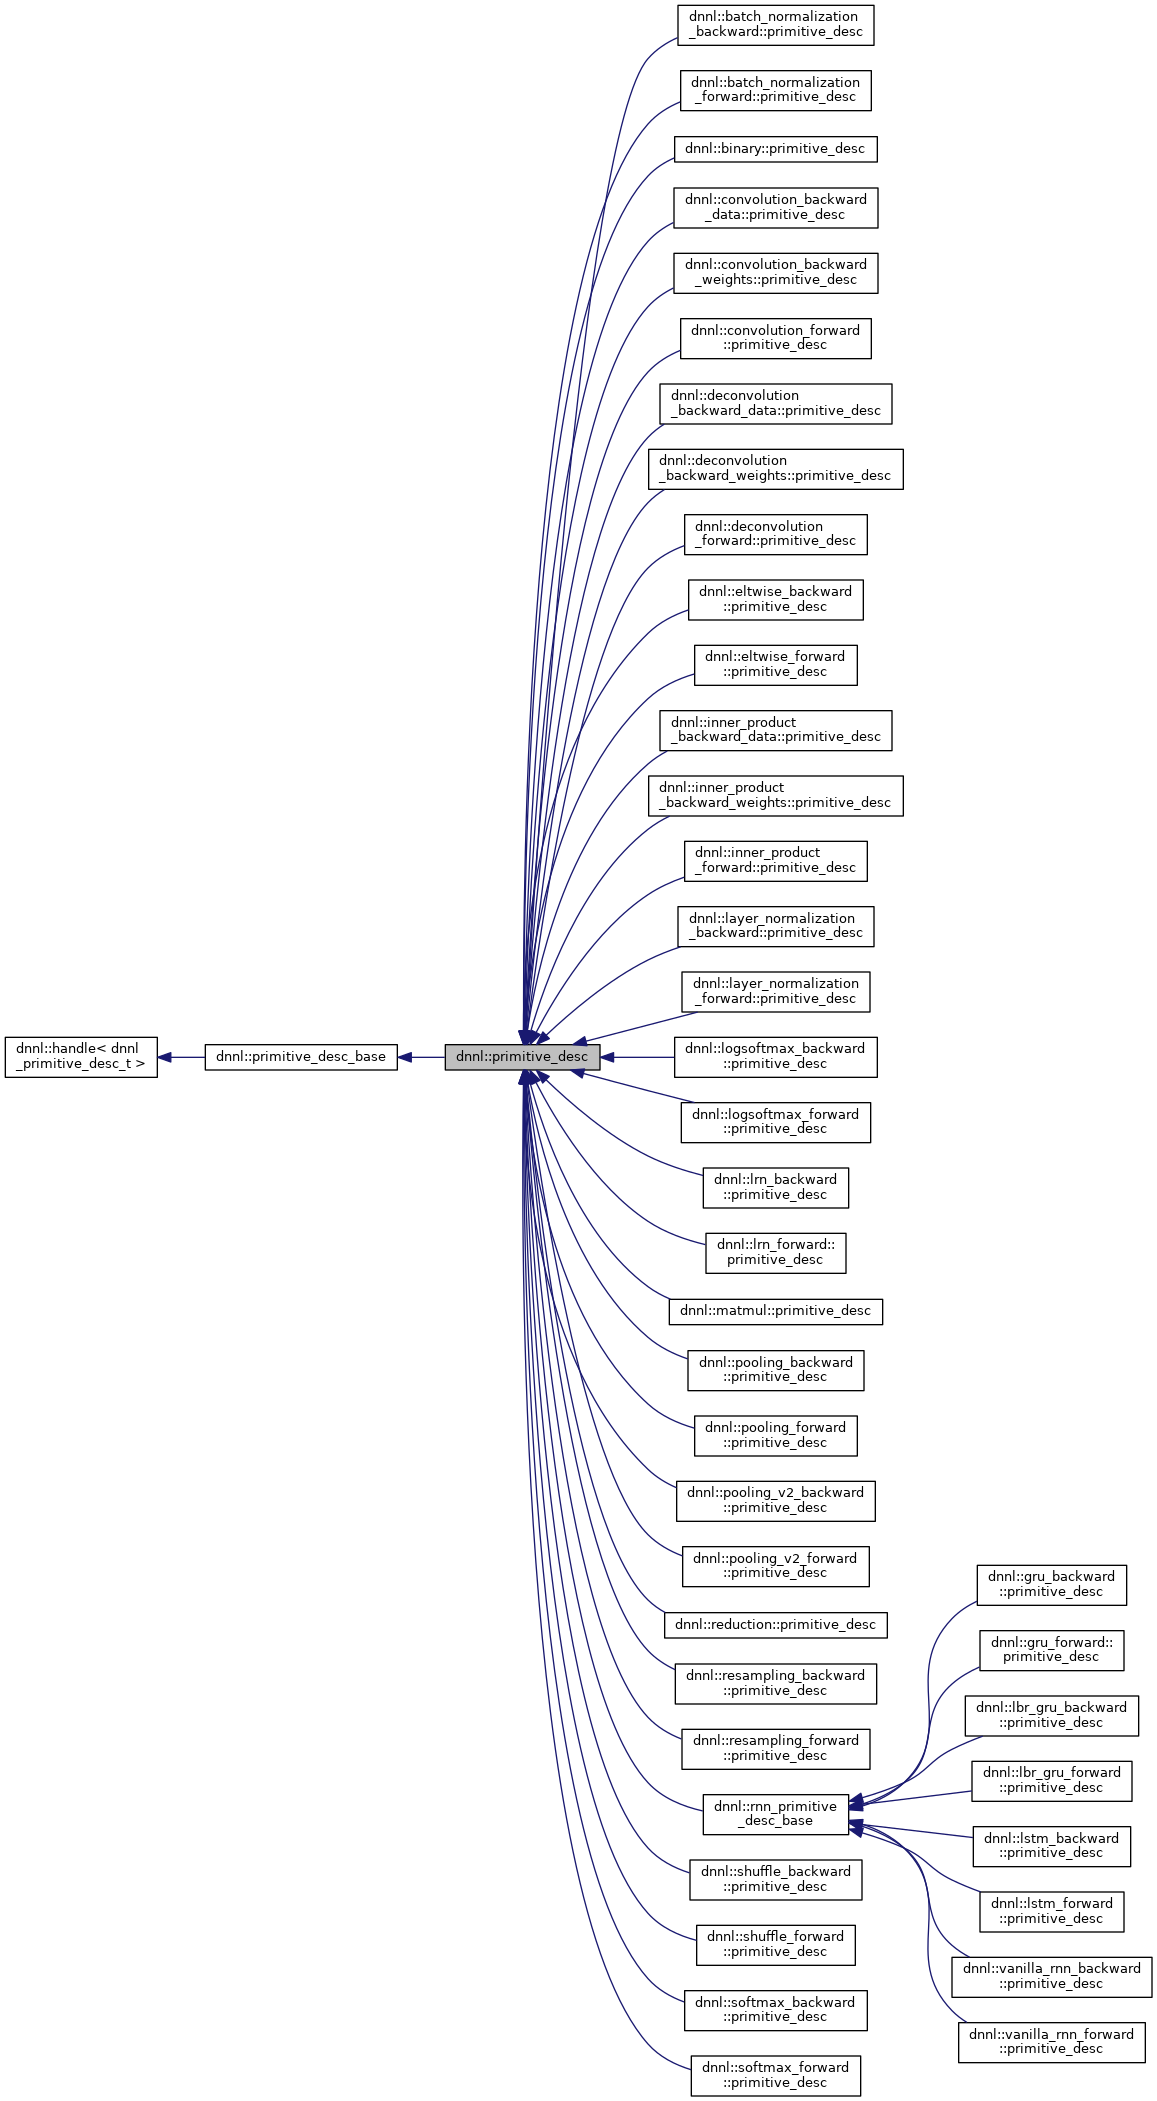 dnnl::handle< dnnl
_primitive_desc_t >
dnnl::primitive_desc_base
dnnl::primitive_desc
dnnl::batch_normalization
_backward::primitive_desc
dnnl::batch_normalization
_forward::primitive_desc
dnnl::binary::primitive_desc
dnnl::convolution_backward
_data::primitive_desc
dnnl::convolution_backward
_weights::primitive_desc
dnnl::convolution_forward
::primitive_desc
dnnl::deconvolution
_backward_data::primitive_desc
dnnl::deconvolution
_backward_weights::primitive_desc
dnnl::deconvolution
_forward::primitive_desc
dnnl::eltwise_backward
::primitive_desc
dnnl::eltwise_forward
::primitive_desc
dnnl::inner_product
_backward_data::primitive_desc
dnnl::inner_product
_backward_weights::primitive_desc
dnnl::inner_product
_forward::primitive_desc
dnnl::layer_normalization
_backward::primitive_desc
dnnl::layer_normalization
_forward::primitive_desc
dnnl::logsoftmax_backward
::primitive_desc
dnnl::logsoftmax_forward
::primitive_desc
dnnl::lrn_backward
::primitive_desc
dnnl::lrn_forward::
primitive_desc
dnnl::matmul::primitive_desc
dnnl::pooling_backward
::primitive_desc
dnnl::pooling_forward
::primitive_desc
dnnl::pooling_v2_backward
::primitive_desc
dnnl::pooling_v2_forward
::primitive_desc
dnnl::reduction::primitive_desc
dnnl::resampling_backward
::primitive_desc
dnnl::resampling_forward
::primitive_desc
dnnl::rnn_primitive
_desc_base
dnnl::shuffle_backward
::primitive_desc
dnnl::shuffle_forward
::primitive_desc
dnnl::softmax_backward
::primitive_desc
dnnl::softmax_forward
::primitive_desc
dnnl::gru_backward
::primitive_desc
dnnl::gru_forward::
primitive_desc
dnnl::lbr_gru_backward
::primitive_desc
dnnl::lbr_gru_forward
::primitive_desc
dnnl::lstm_backward
::primitive_desc
dnnl::lstm_forward
::primitive_desc
dnnl::vanilla_rnn_backward
::primitive_desc
dnnl::vanilla_rnn_forward
::primitive_desc